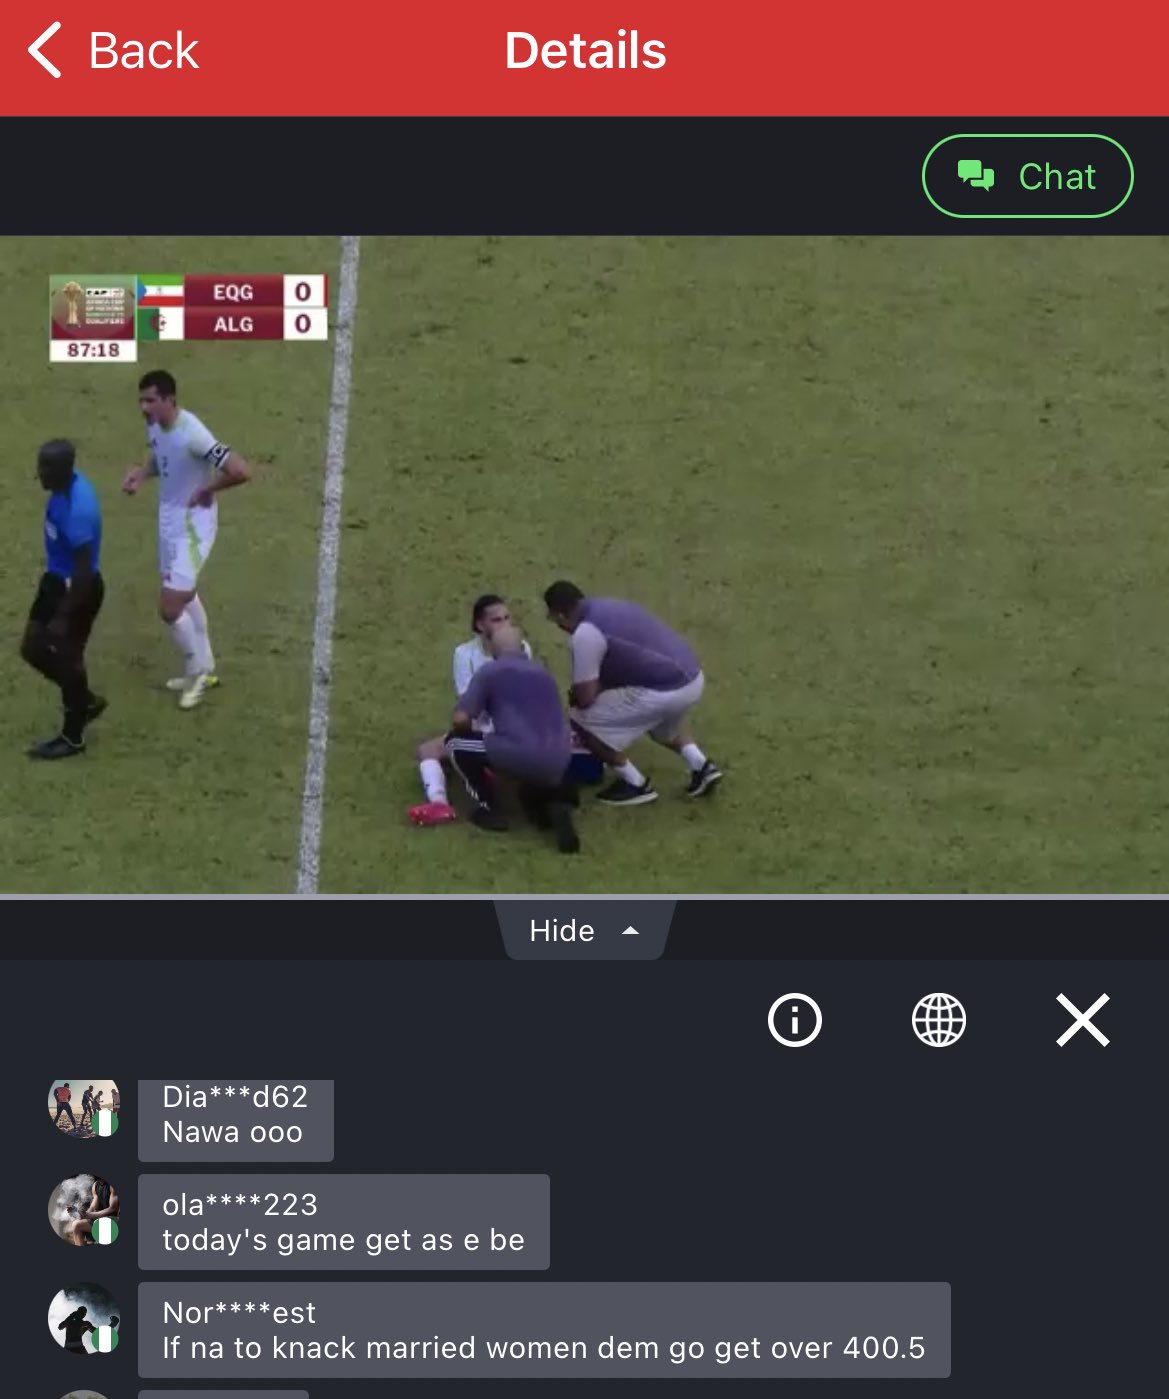 Back
Details
Chat
EQG 0
ALG 0
87:18
Hide
Dia***d62
Nawa ooo
ola****223
today's game get as e be
Nor****est
If na to knack married women dem go get over 400.5